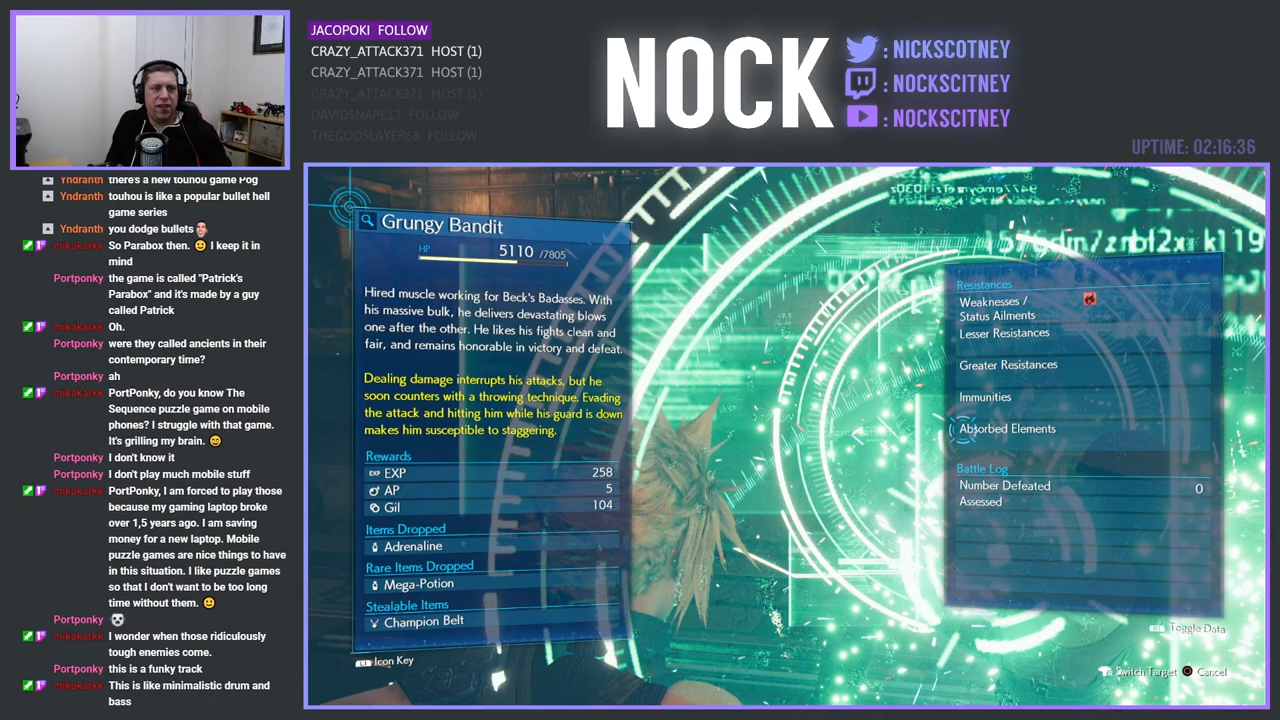 JACOPOKI FOLLOW
CRAZY_ATTACK371 HOST (1)
CRAZY_ATTACK371 HOST (1)
CRAZY_ATTACK371 HOST (1)
DAVIDSNAPE13 FOLLOW
THEGODSLAYER68 FOLLOW
NOCK
: NICKSCOTNEY
: NOCKSCITNEY
: NOCKSCITNEY
UPTIME: 02:16:36
Yndranth there's a new touhou game Pog
Yndranth touhou is like a popular bullet hell
game series
Yndranth you dodge bullets
mikakarkk So Parabox then. I keep it in
mind
Portponky the game is called "Patrick's
Parabox" and it's made by a guy
called Patrick
mikakarkk Oh.
Portponky were they called ancients in their
contemporary time?
Portponky ah
mikakarkk PortPonky, do you know The
Sequence puzzle game on mobile
phones? I struggle with that game.
It's grilling my brain.
Portponky I don't know it
Portponky I don't play much mobile stuff
mikakarkk PortPonky, I am forced to play those
because my gaming laptop broke
over 1,5 years ago. I am saving
money for a new laptop. Mobile
puzzle games are nice things to have
in this situation. I like puzzle games
so that I don't want to be too long
time without them.
Portponky
mikakarkk I wonder when those ridiculously
tough enemies come.
Portponky this is a funky track
mikakarkk This is like minimalistic drum and
bass
Grungy Bandit
HP 5110 /7805
Hired muscle working for Beck's Badasses. With
his massive bulk, he delivers devastating blows
one after the other. He likes his fights clean and
fair, and remains honorable in victory and defeat.
Dealing damage interrupts his attacks, but he
soon counters with a throwing technique. Evading
the attack and hitting him while his guard is down
makes him susceptible to staggering.
Rewards
EXP EXP 258
AP 5
Gil 104
Items Dropped
Adrenaline
Rare Items Dropped
Mega-Potion
Stealable Items
Champion Belt
L1 Icon Key
Resistances
Weaknesses /
Status Ailments
Lesser Resistances
Greater Resistances
Immunities
Absorbed Elements
Battle Log
Number Defeated 0
Assessed
Toggle Data
Switch Target Cancel